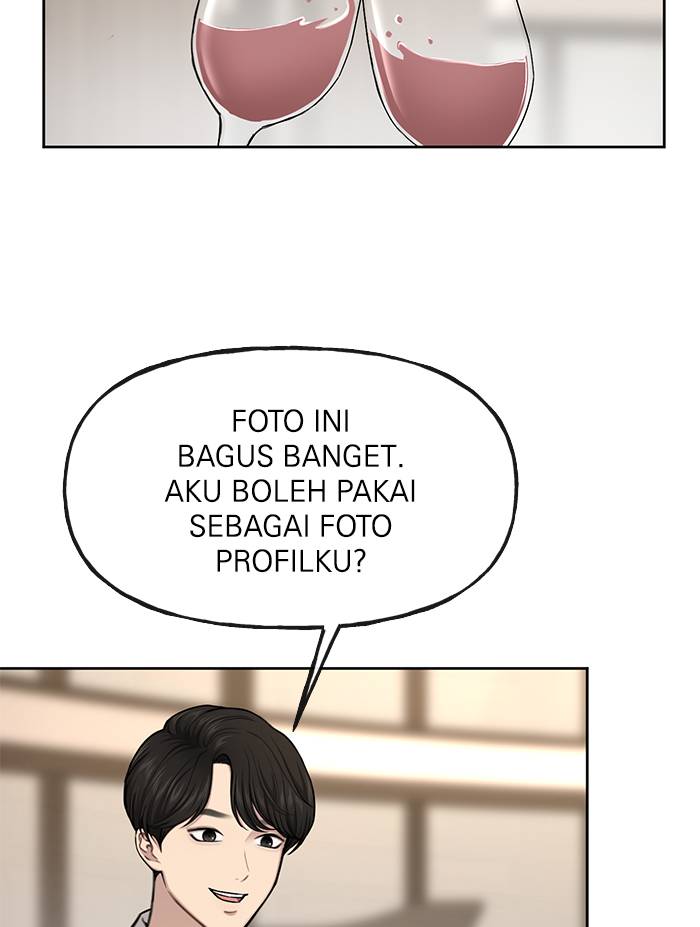 FOTO INI
BAGUS BANGET.
AKU BOLEH PAKAI
SEBAGAI FOTO
PROFILKU?